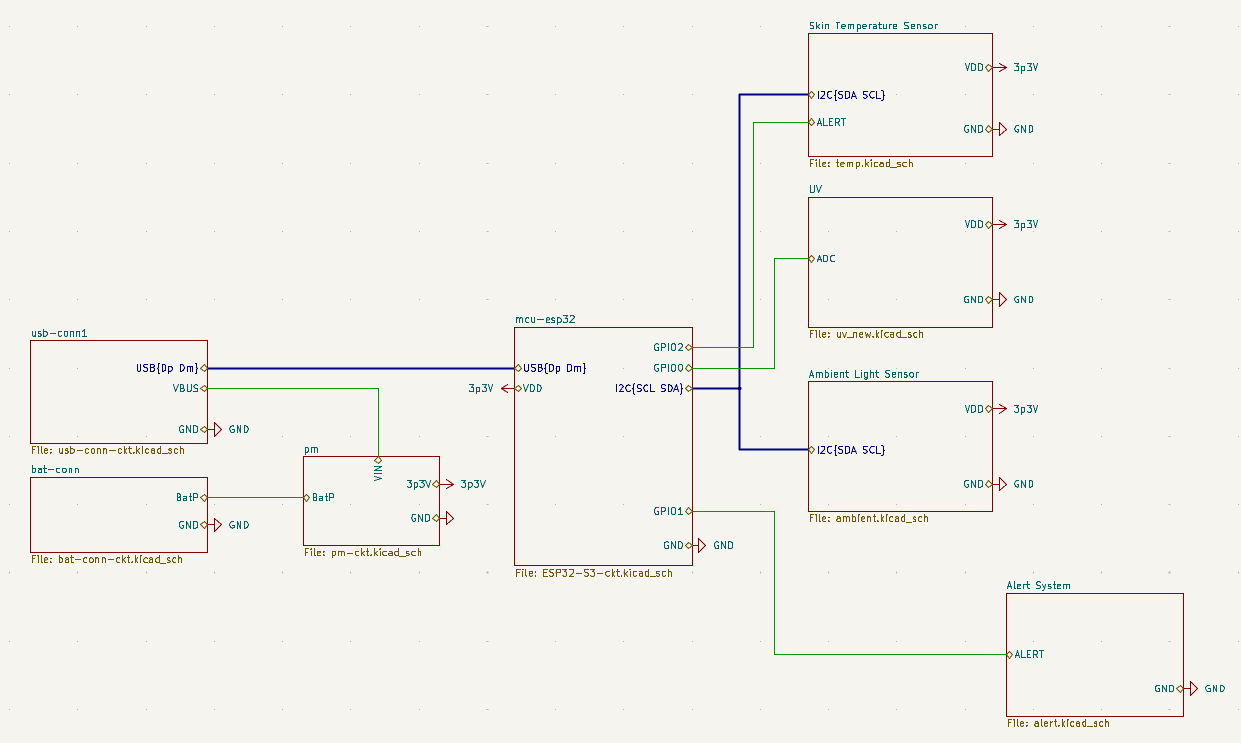 Skin Temperature Sensor
VDD 3p3V
I2C{SDA SCL}
ALERT
GND GND
File: temp.kicad_sch
UV
VDD 3p3V
ADC
GND GND
File: uv_new.kicad_sch
usb-conn1
USB{Dp Dm}
VBUS
GND GND
File: usb-conn-ckt.kicad_sch
bat-conn
BatP
GND GND
File: bat-conn-ckt.kicad_sch
pm
VIN
3p3V 3p3V
BatP
GND
File: pm-ckt.kicad_sch
mcu-esp32
GPIO2
USB{Dp Dm} GPIO0
3p3V VDD I2C{SCL SDA}
GPIO1
GND GND
File: ESP32-S3-ckt.kicad_sch
Ambient Light Sensor
VDD 3p3V
I2C{SDA SCL}
GND GND
File: ambient.kicad_sch
Alert System
ALERT
GND GND
File: alert.kicad_sch